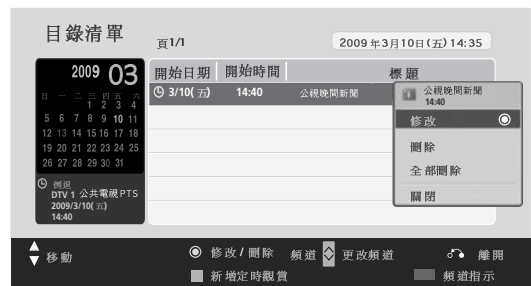 目錄清單
頁1/1
2009年3月10日(五) 14:35
2009 03
日 一 二 三 四 五 六
1 2 3 4
5 6 7 8 9 10 11
12 13 14 15 16 17 18
19 20 21 22 23 24 25
26 27 28 29 30 31
倒退
DTV 1 公共電視 PTS
2009/3/10(五)
14:40
開始日期 開始時間 標題
3/10(五) 14:40 公視晚間新聞
公視晚間新聞
14:40
修改
刪除
全部刪除
關閉
移動
修改/刪除 頻道 更改頻道 離開
新增定時觀賞 頻道指示